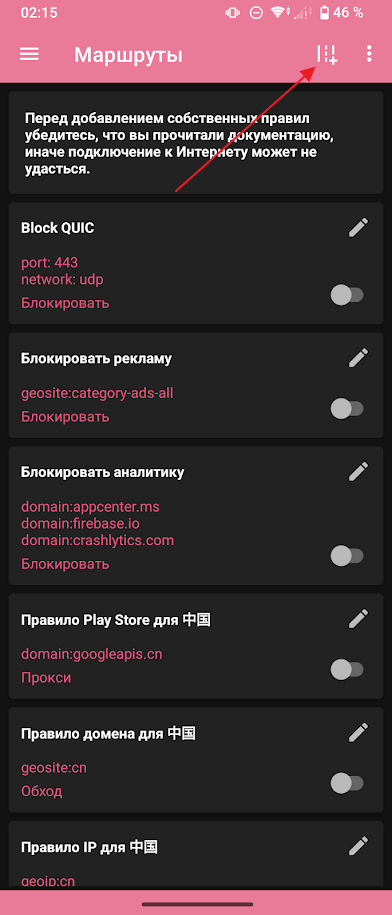 02:15
46 %
Маршруты
Перед добавлением собственных правил
убедитесь, что вы прочитали документацию,
иначе подключение к Интернету может не
удасться.
Block QUIC
port: 443
network: udp
Блокировать
Блокировать рекламу
geosite:category-ads-all
Блокировать
Блокировать аналитику
domain:appcenter.ms
domain:firebase.io
domain:crashlytics.com
Блокировать
Правило Play Store для 中国
domain:googleapis.cn
Прокси
Правило домена для 中国
geosite:cn
Обход
Правило IP для 中国
geoip:cn